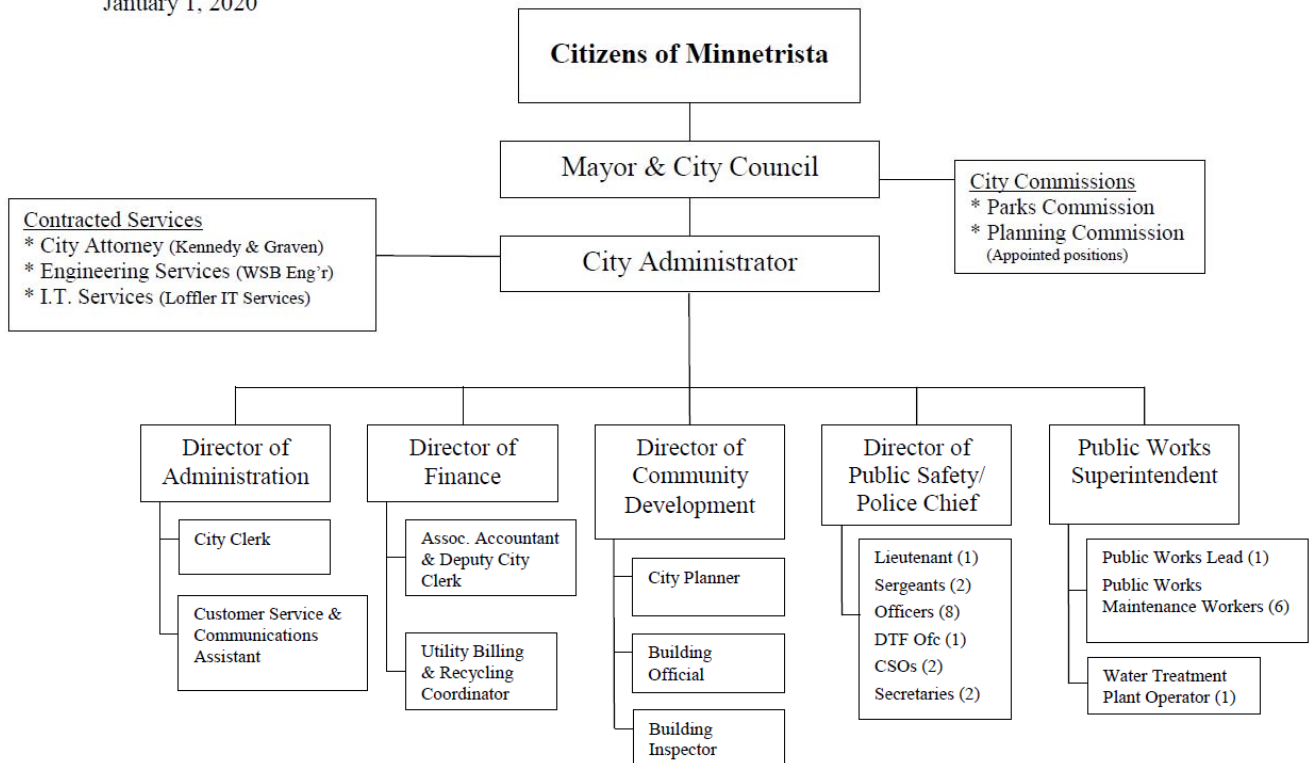 January 1, 2020
Citizens of Minnetrista
Mayor & City Council
City Commissions
* Parks Commission
* Planning Commission
(Appointed positions)
Contracted Services
* City Attorney (Kennedy & Graven)
* Engineering Services (WSB Eng’r)
* I.T. Services (Loffler IT Services)
City Administrator
Director of
Administration
City Clerk
Customer Service &
Communications
Assistant
Director of
Finance
Assoc. Accountant
& Deputy City
Clerk
Utility Billing
& Recycling
Coordinator
Director of
Community
Development
City Planner
Building
Official
Building
Inspector
Director of
Public Safety/
Police Chief
Lieutenant (1)
Sergeants (2)
Officers (8)
DTF Ofc (1)
CSOs (2)
Secretaries (2)
Public Works
Superintendent
Public Works Lead (1)
Public Works
Maintenance Workers (6)
Water Treatment
Plant Operator (1)